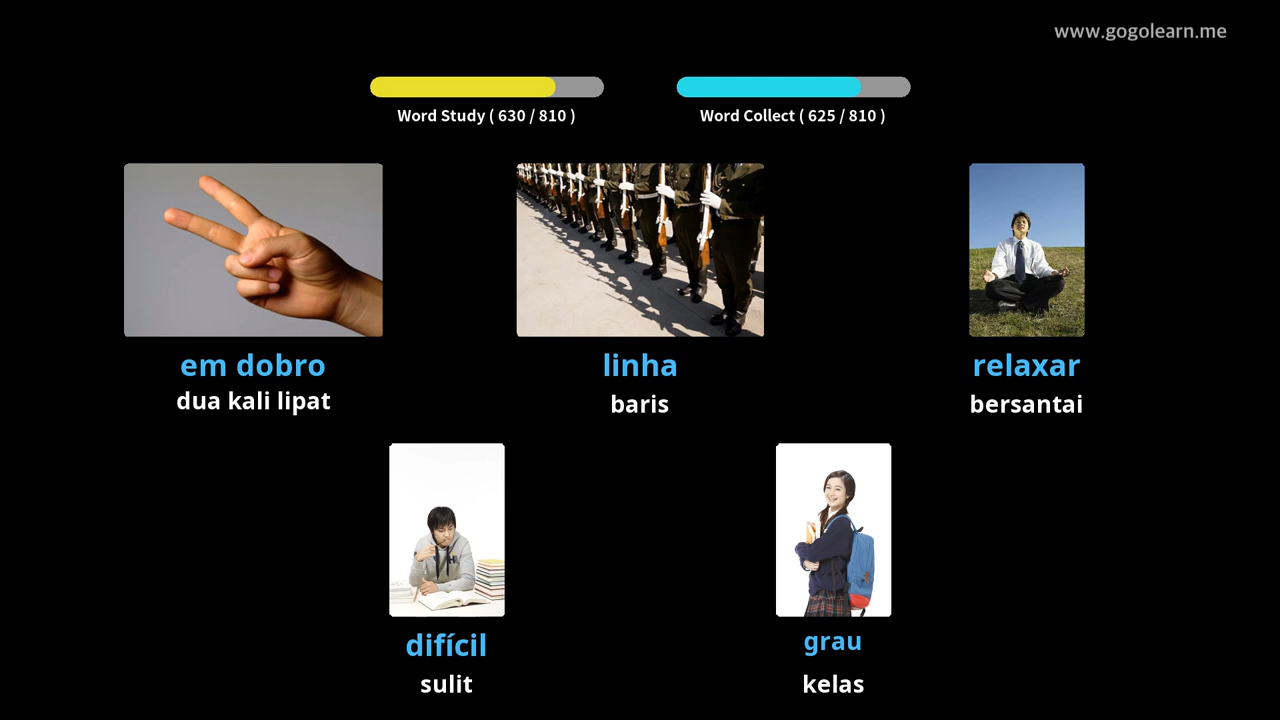 www.gogolearn.me
Word Study ( 630 / 810 )
Word Collect ( 625 / 810 )
em dobro
dua kali lipat
linha
baris
relaxar
bersantai
difícil
sulit
grau
kelas